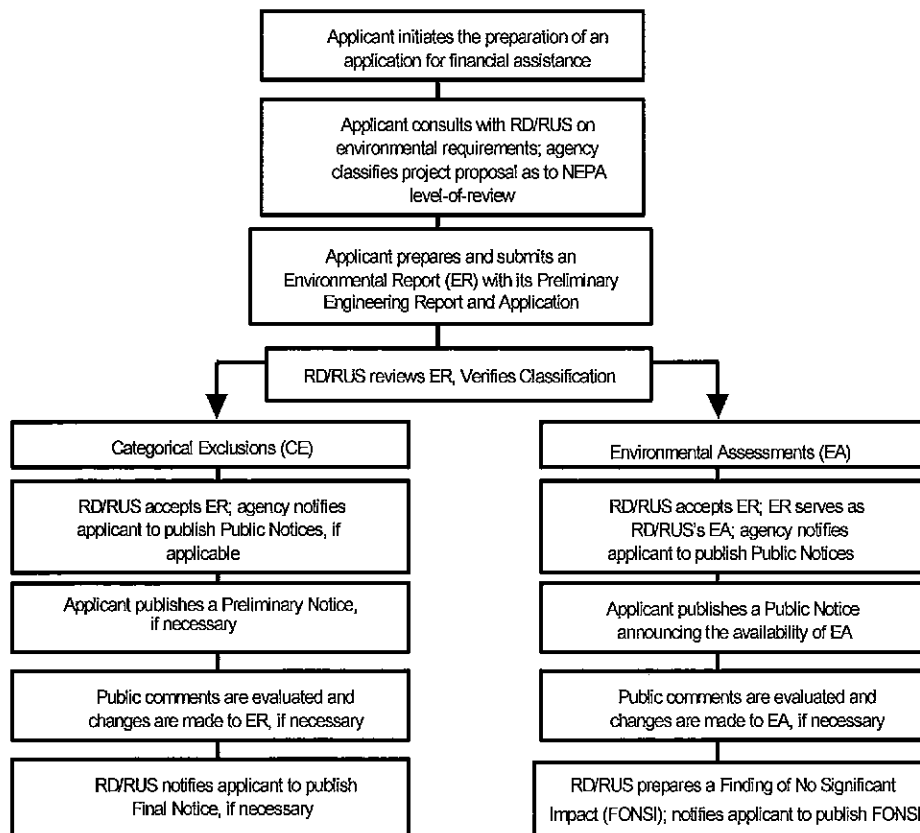 Applicant initiates the preparation of an
application for financial assistance
Applicant consults with RD/RUS on
environmental requirements; agency
classifies project proposal as to NEPA
level-of-review
Applicant prepares and submits an
Environmental Report (ER) with its Preliminary
Engineering Report and Application
RD/RUS reviews ER, Verifies Classification
Categorical Exclusions (CE)
RD/RUS accepts ER; agency notifies
applicant to publish Public Notices, if
applicable
Applicant publishes a Preliminary Notice,
if necessary
Public comments are evaluated and
changes are made to ER, if necessary
RD/RUS notifies applicant to publish
Final Notice, if necessary
Environmental Assessments (EA)
RD/RUS accepts ER; ER serves as
RD/RUS's EA; agency notifies
applicant to publish Public Notices
Applicant publishes a Public Notice
announcing the availability of EA
Public comments are evaluated and
changes are made to EA, if necessary
RD/RUS prepares a Finding of No Significant
Impact (FONSI); notifies applicant to publish FONSI